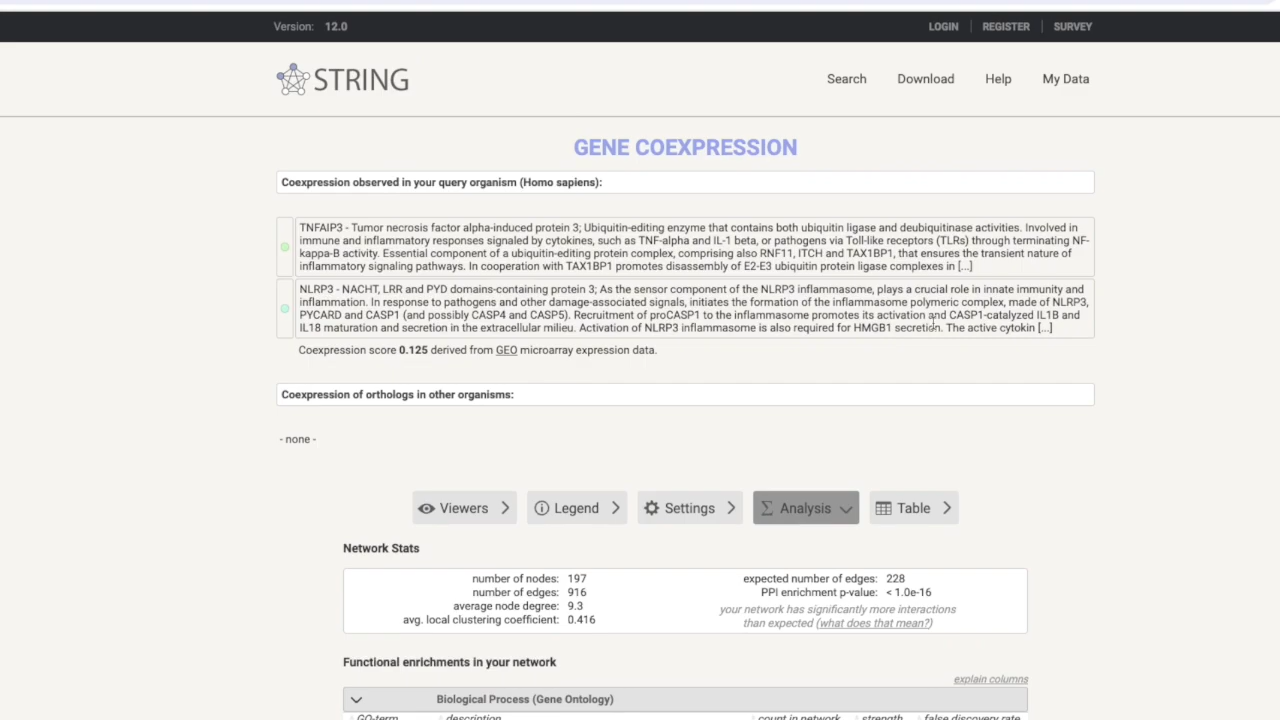 Version: 12.0
LOGIN | REGISTER | SURVEY
STRING
Search Download Help My Data
GENE COEXPRESSION
Coexpression observed in your query organism (Homo sapiens):
TNFAIP3 - Tumor necrosis factor alpha-induced protein 3; Ubiquitin-editing enzyme that contains both ubiquitin ligase and deubiquitinase activities. Involved in
immune and inflammatory responses signaled by cytokines, such as TNF-alpha and IL-1 beta, or pathogens via Toll-like receptors (TLRs) through terminating NF-
kappa-B activity. Essential component of a ubiquitin-editing protein complex, comprising also RNF11, ITCH and TAX1BP1, that ensures the transient nature of
inflammatory signaling pathways. In cooperation with TAX1BP1 promotes disassembly of E2-E3 ubiquitin protein ligase complexes in [...]
NLRP3 - NACHT, LRR and PYD domains-containing protein 3; As the sensor component of the NLRP3 inflammasome, plays a crucial role in innate immunity and
inflammation. In response to pathogens and other damage-associated signals, initiates the formation of the inflammasome polymeric complex, made of NLRP3,
PYCARD and CASP1 (and possibly CASP4 and CASP5). Recruitment of proCASP1 to the inflammasome promotes its activation and CASP1-catalyzed IL1B and
IL18 maturation and secretion in the extracellular milieu. Activation of NLRP3 inflammasome is also required for HMGB1 secretion. The active cytokin [...]
Coexpression score 0.125 derived from GEO microarray expression data.
Coexpression of orthologs in other organisms:
- none -
Viewers Legend Settings Analysis Table
Network Stats
number of nodes: 197
number of edges: 916
average node degree: 9.3
avg. local clustering coefficient: 0.416
expected number of edges: 228
PPI enrichment p-value: < 1.0e-16
your network has significantly more interactions
than expected (what does that mean?)
Functional enrichments in your network
explain columns
Biological Process (Gene Ontology)
GO-term description count in network strength false discovery rate